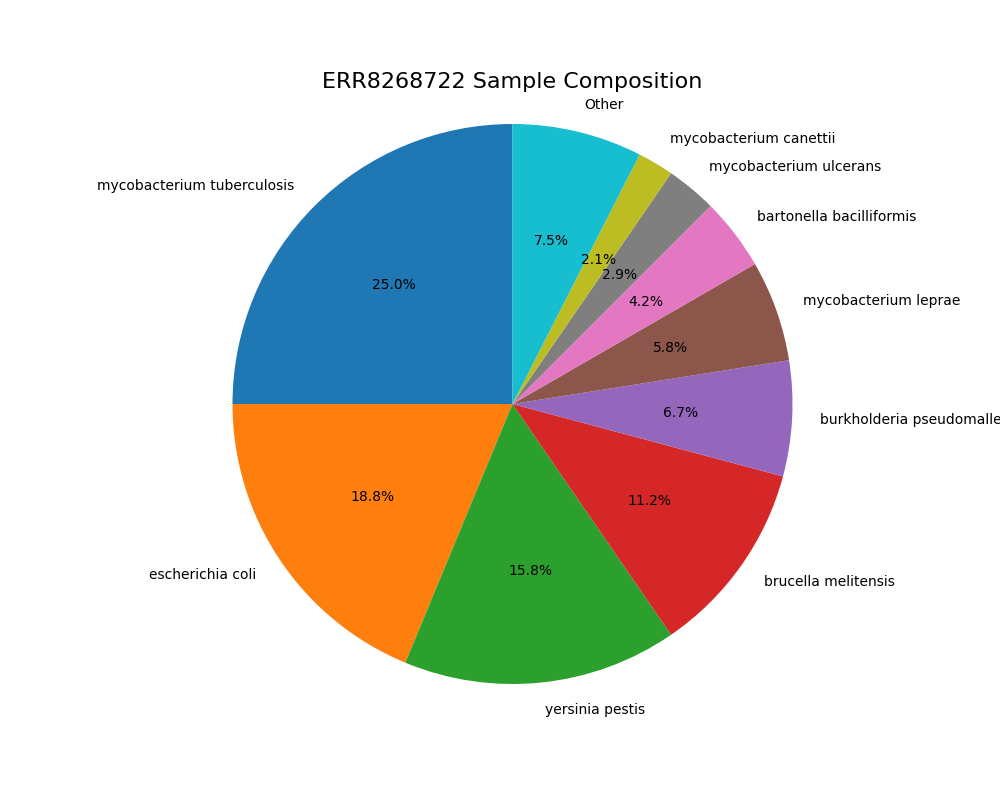 ERR8268722 Sample Composition
Other
mycobacterium canettii
mycobacterium ulcerans
mycobacterium tuberculosis
bartonella bacilliformis
7.5%
2.1%
2.9%
25.0%
4.2%
mycobacterium leprae
5.8%
6.7%
burkholderia pseudomalle
18.8%
11.2%
15.8%
escherichia coli
brucella melitensis
yersinia pestis